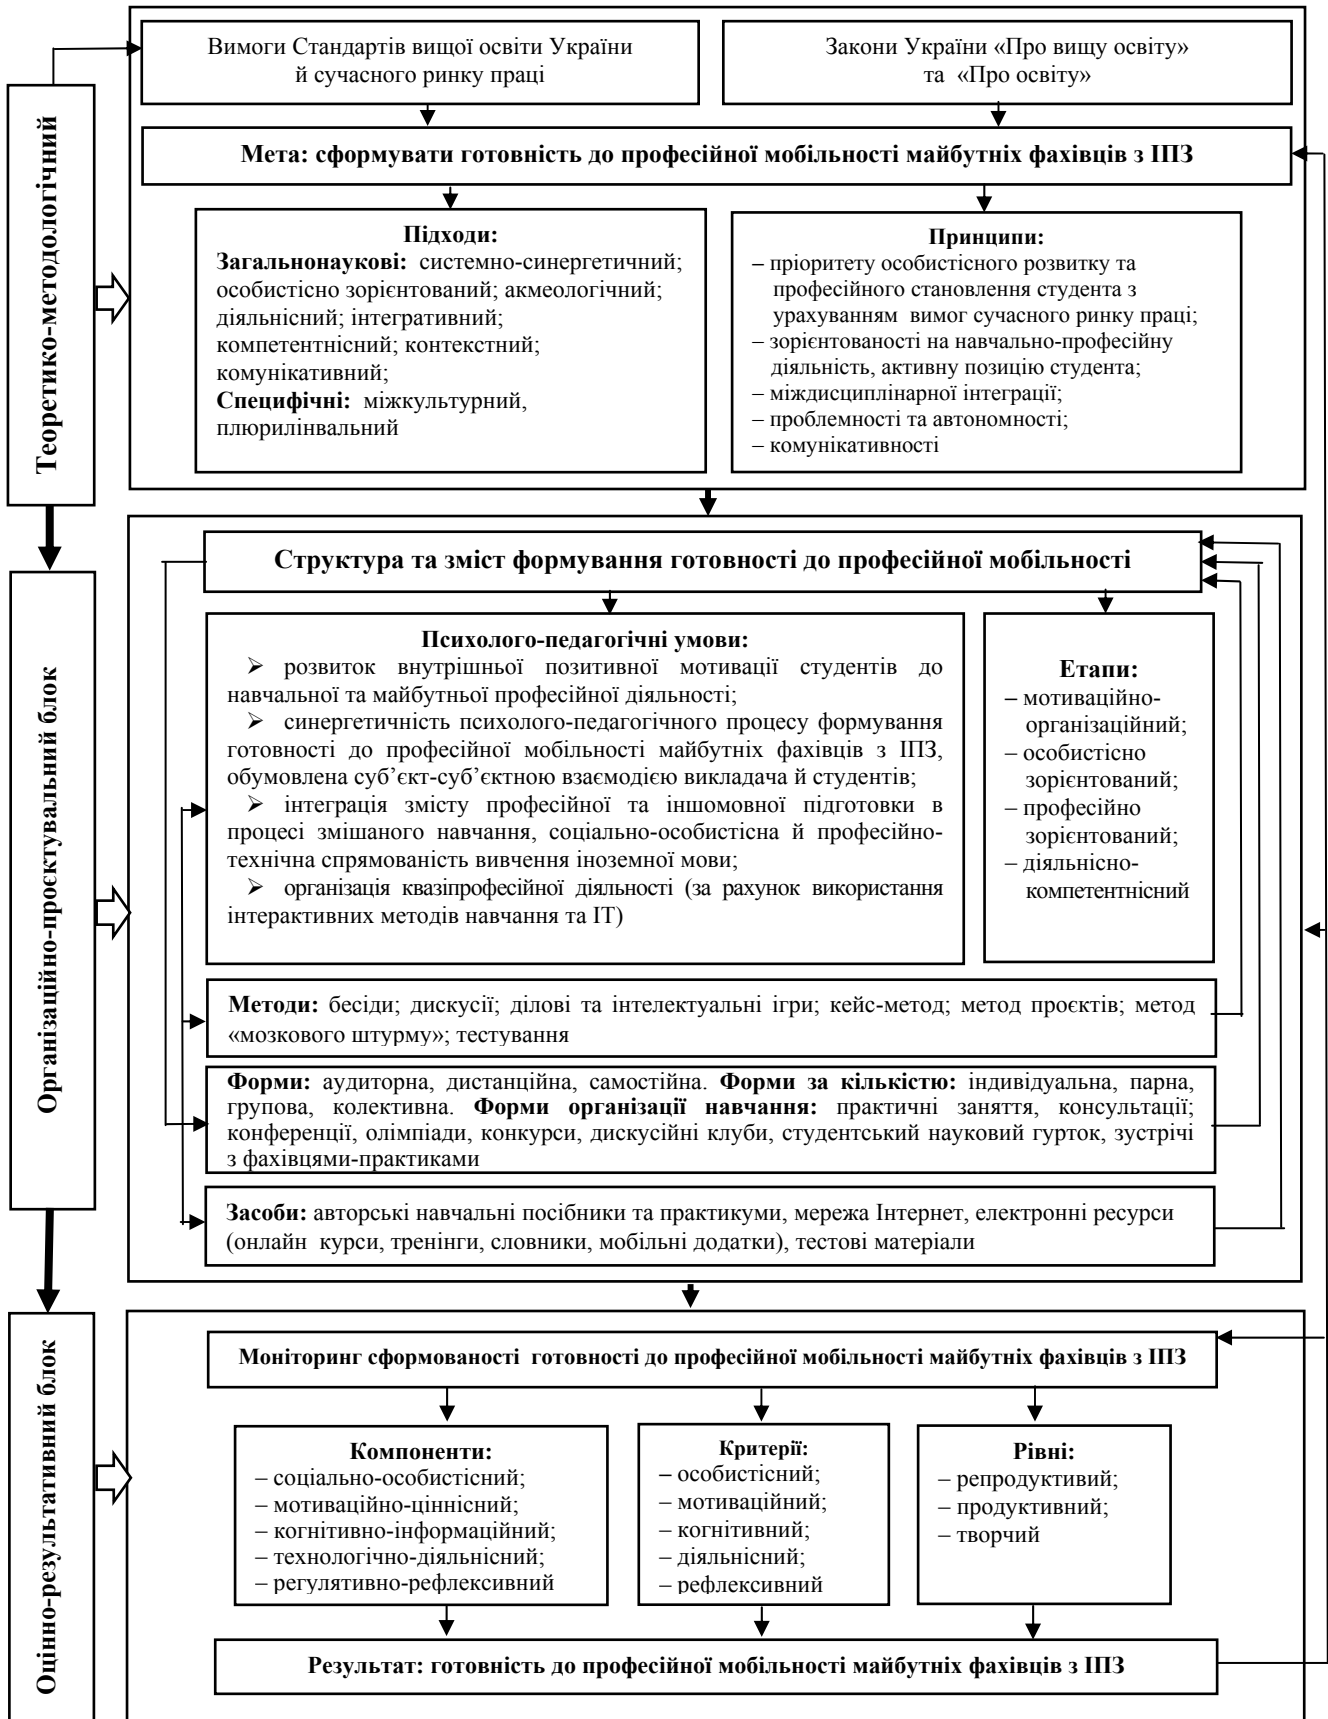 Теоретико-методологічний
Вимоги Стандартів вищої освіти України
й сучасного ринку праці
Закони України «Про вищу освіту»
та «Про освіту»
Мета: сформувати готовність до професійної мобільності майбутніх фахівців з ІПЗ
Підходи:
Загальнонаукові: системно-синергетичний;
особистісно зорієнтований; акмеологічний;
діяльнісний; інтегративний;
компетентнісний; контекстний;
комунікативний;
Специфічні: міжкультурний,
плюрилінвальний
Принципи:
– пріоритету особистісного розвитку та
професійного становлення студента з
урахуванням вимог сучасного ринку праці;
– зорієнтованості на навчально-професійну
діяльність, активну позицію студента;
– міждисциплінарної інтеграції;
– проблемності та автономності;
– комунікативності
Організаційно-проєктувальний блок
Структура та зміст формування готовності до професійної мобільності
Психолого-педагогічні умови:
➢ розвиток внутрішньої позитивної мотивації студентів до
навчальної та майбутньої професійної діяльності;
➢ синергетичність психолого-педагогічного процесу формування
готовності до професійної мобільності майбутніх фахівців з ІПЗ,
обумовлена суб’єкт-суб’єктною взаємодією викладача й студентів;
➢ інтеграція змісту професійної та іншомовної підготовки в
процесі змішаного навчання, соціально-особистісна й професійно-
технічна спрямованість вивчення іноземної мови;
➢ організація квазіпрофесійної діяльності (за рахунок використання
інтерактивних методів навчання та ІТ)
Етапи:
– мотиваційно-
організаційний;
– особистісно
зорієнтований;
– професійно
зорієнтований;
– діяльнісно-
компетентнісний
Методи: бесіди; дискусії; ділові та інтелектуальні ігри; кейс-метод; метод проєктів; метод
«мозкового штурму»; тестування
Форми: аудиторна, дистанційна, самостійна. Форми за кількістю: індивідуальна, парна,
групова, колективна. Форми організації навчання: практичні заняття, консультації;
конференції, олімпіади, конкурси, дискусійні клуби, студентський науковий гурток, зустрічі
з фахівцями-практиками
Засоби: авторські навчальні посібники та практикуми, мережа Інтернет, електронні ресурси
(онлайн курси, тренінги, словники, мобільні додатки), тестові матеріали
Оцінно-результативний блок
Моніторинг сформованості готовності до професійної мобільності майбутніх фахівців з ІПЗ
Компоненти:
– соціально-особистісний;
– мотиваційно-ціннісний;
– когнітивно-інформаційний;
– технологічно-діяльнісний;
– регулятивно-рефлексивний
Критерії:
– особистісний;
– мотиваційний;
– когнітивний;
– діяльнісний;
– рефлексивний
Рівні:
– репродуктивий;
– продуктивний;
– творчий
Результат: готовність до професійної мобільності майбутніх фахівців з ІПЗ